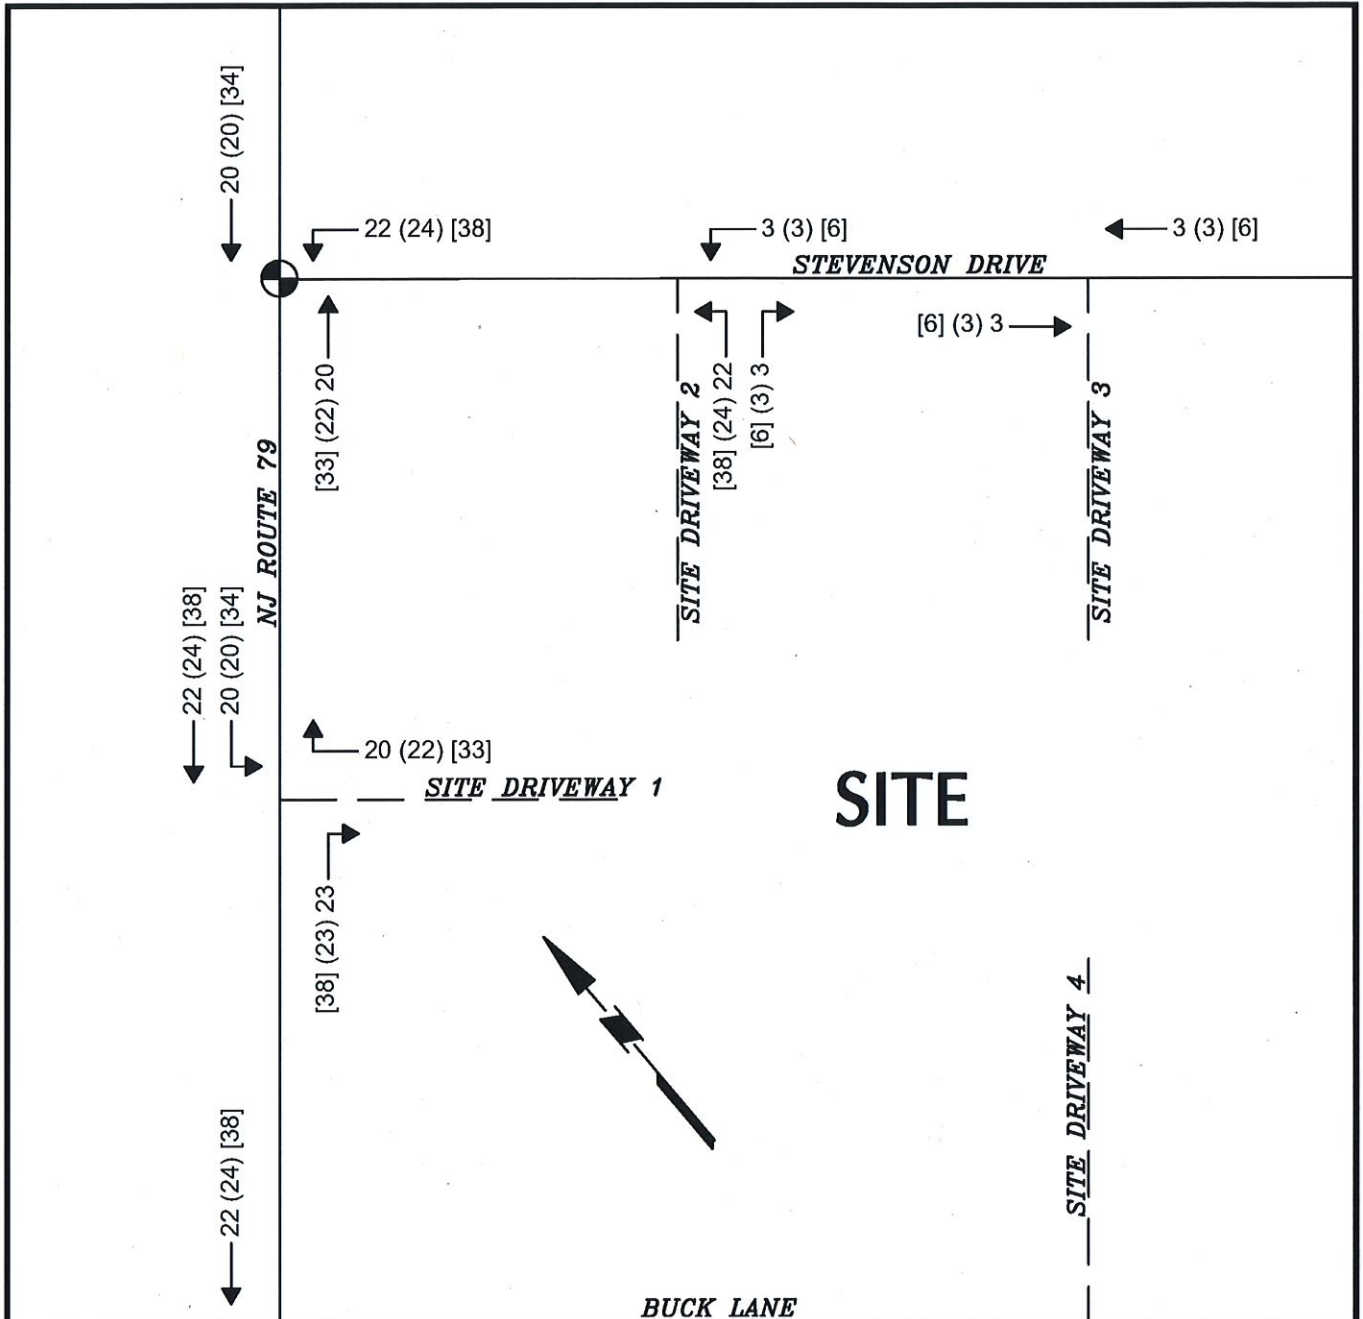 20 (20) [34]
22 (24) [38]
3 (3) [6]
3 (3) [6]
STEVENSON DRIVE
[6] (3) 3
[33] (22) 20
[38] (24) 22
[6] (3) 3
SITE DRIVEWAY 2
SITE DRIVEWAY 3
NJ ROUTE 79
22 (24) [38]
20 (20) [34]
20 (22) [33]
SITE DRIVEWAY 1
SITE
[38] (23) 23
SITE DRIVEWAY 4
22 (24) [38]
BUCK LANE